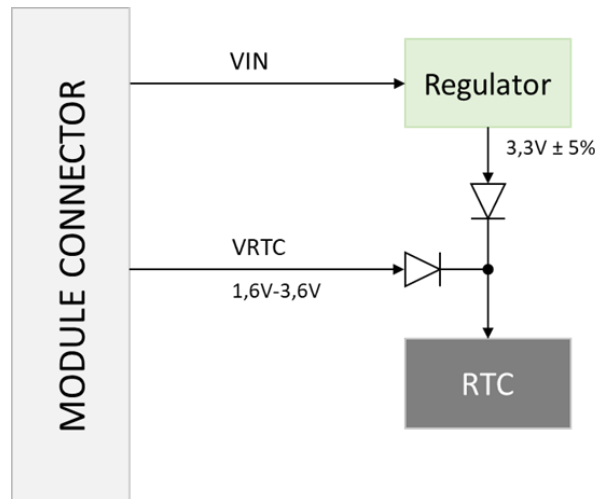 MODULE CONNECTOR
VIN
Regulator
3,3V ± 5%
VRTC
1,6V-3,6V
RTC